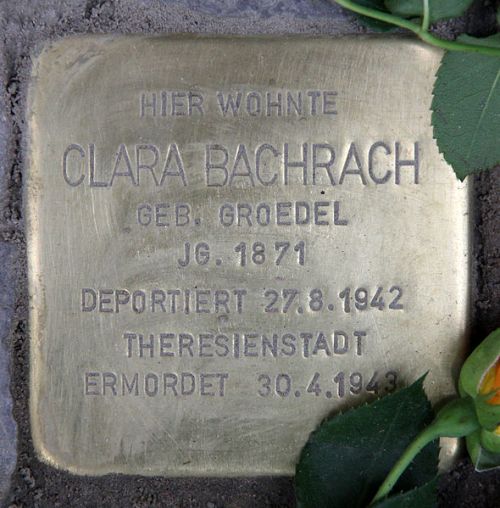 HIER WOHNTE
CLARA BACHRACH
GEB. GROEDEL
JG. 1871
DEPORTIERT 27.8.1942
THERESIENSTADT
ERMORDET 30.4.1943